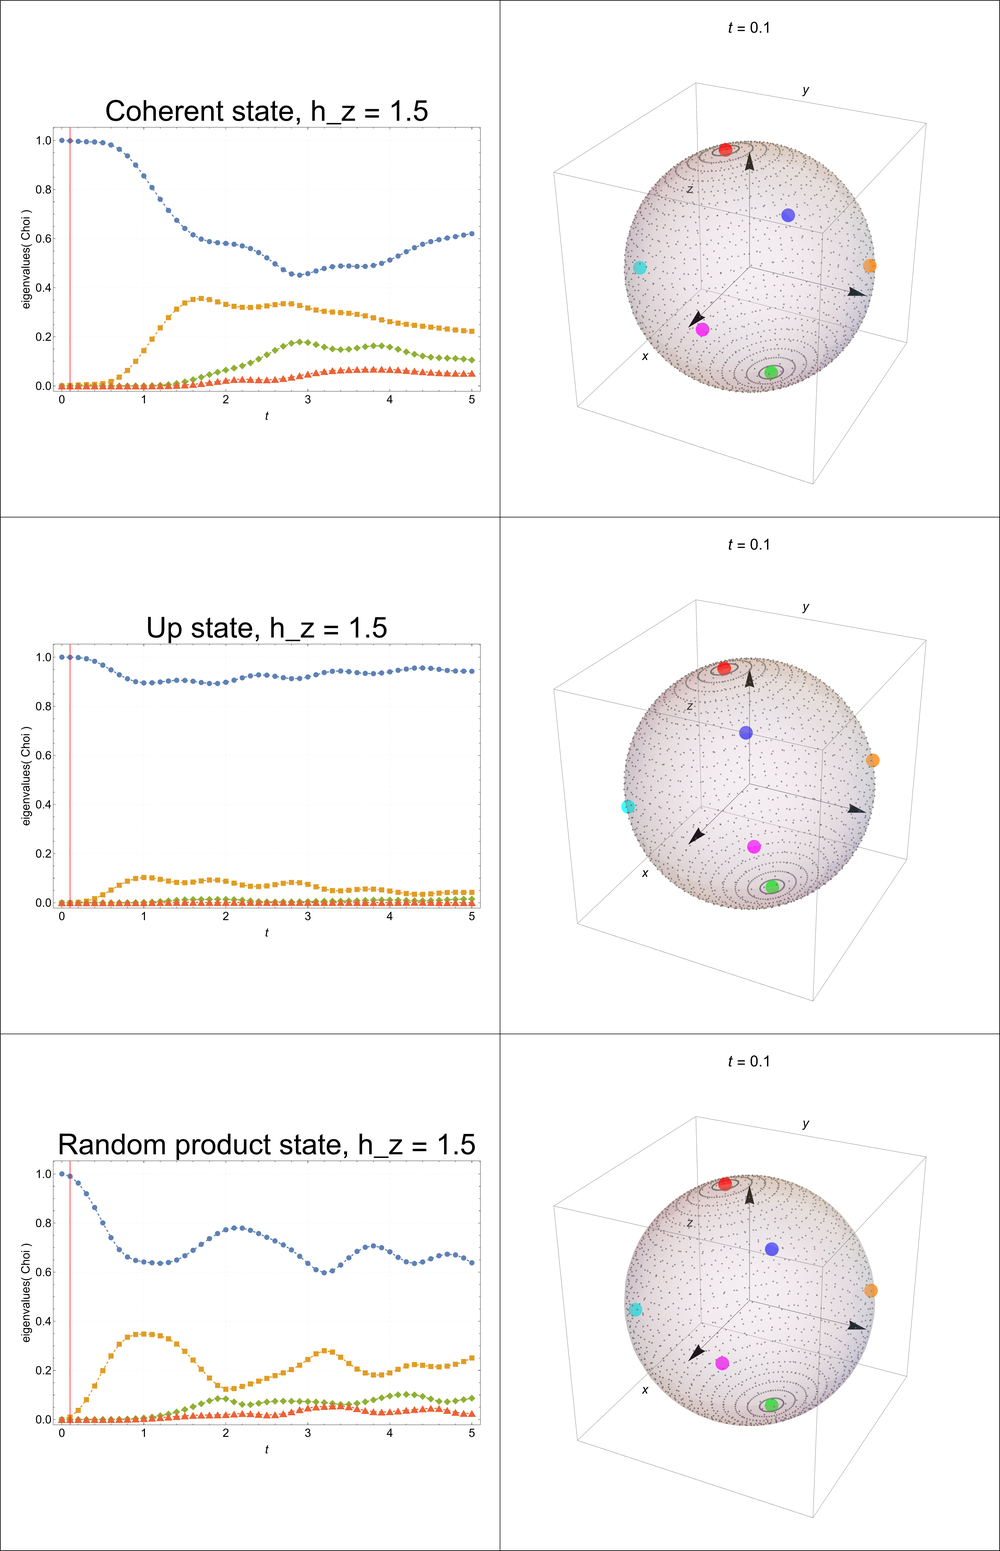 Coherent state, h_z = 1.5
eigenvalues( Choi )
1.0
0.8
0.6
0.4
0.2
0.0
0 1 2 3 4 5
t
t = 0.1
y
z
x
Up state, h_z = 1.5
eigenvalues( Choi )
1.0
0.8
0.6
0.4
0.2
0.0
0 1 2 3 4 5
t
t = 0.1
y
z
x
Random product state, h_z = 1.5
eigenvalues( Choi )
1.0
0.8
0.6
0.4
0.2
0.0
0 1 2 3 4 5
t
t = 0.1
y
z
x